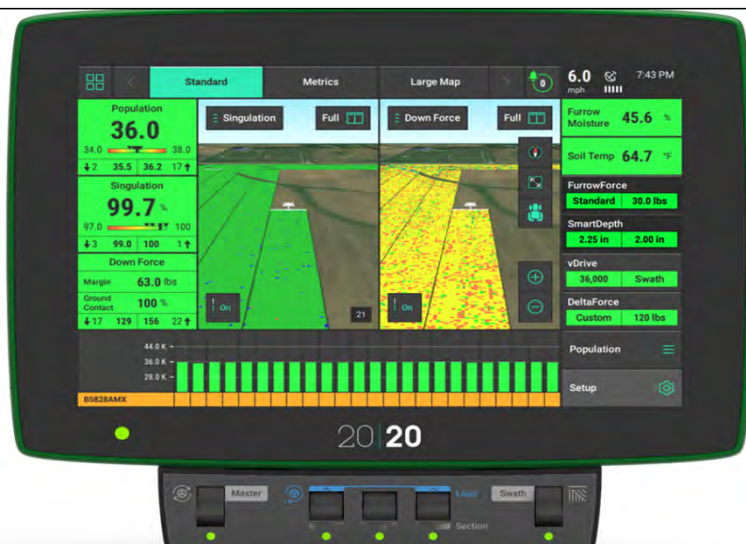 Standard
Metrics
Large Map
0
6.0
mph
7:43 PM
Population
36.0
34.0 38.0
2 35.5 36.2 17
Singulation
99.7 %
97.0 100
3 99.0 100 1
Down Force
Margin 63.0 lbs
Ground Contact 100 %
17 129 156 22
Singulation Full
On
21
Down Force Full
On
Furrow Moisture 45.6 %
Soil Temp 64.7 °F
FurrowForce
Standard 30.0 lbs
SmartDepth
2.25 in 2.00 in
vDrive
36,000 Swath
DeltaForce
Custom 120 lbs
Population
Setup
44.0 K
36.0 K
28.0 K
B5828AMX
20|20
Master
Swath
Section